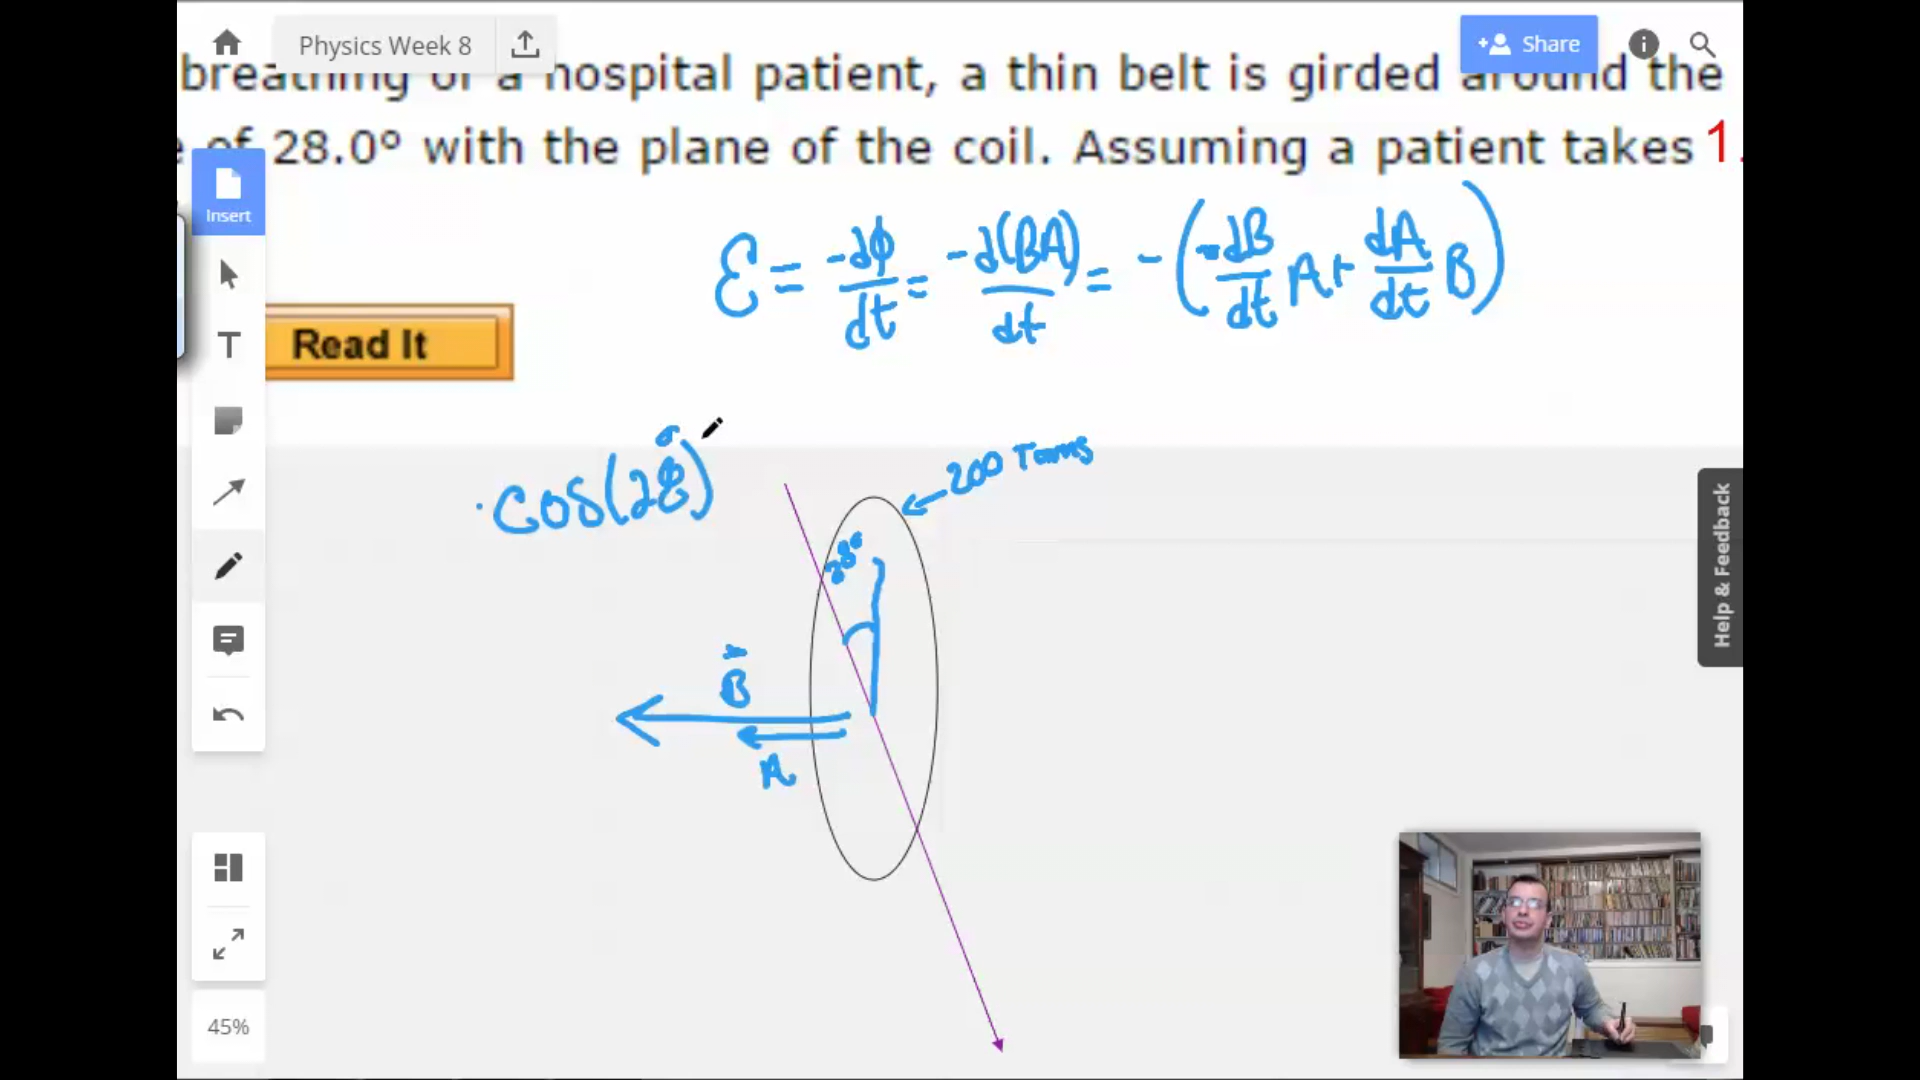 Physics Week 8
Share
breathing of a hospital patient, a thin belt is girded around the
e of 28.0° with the plane of the coil. Assuming a patient takes 1.
Insert
T
Read It
ℰ = -dϕ/dt = -d(BA)/dt = -(-dB/dt A + dA/dt B)
· cos(28°)
200 Turns
28°
B⃗
A
Help & Feedback
45%